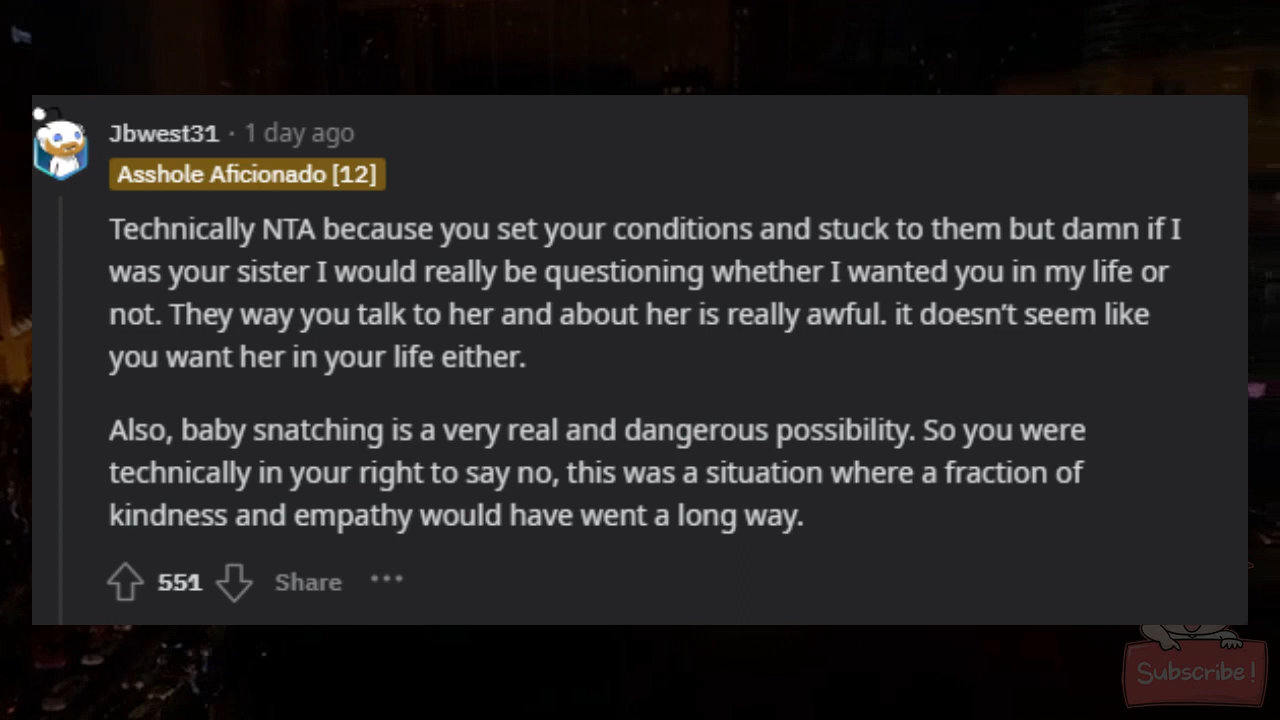 Jbwest31 · 1 day ago
Asshole Aficionado [12]
Technically NTA because you set your conditions and stuck to them but damn if I
was your sister I would really be questioning whether I wanted you in my life or
not. They way you talk to her and about her is really awful. it doesn’t seem like
you want her in your life either.
Also, baby snatching is a very real and dangerous possibility. So you were
technically in your right to say no, this was a situation where a fraction of
kindness and empathy would have went a long way.
551 Share ···
Subscribe!